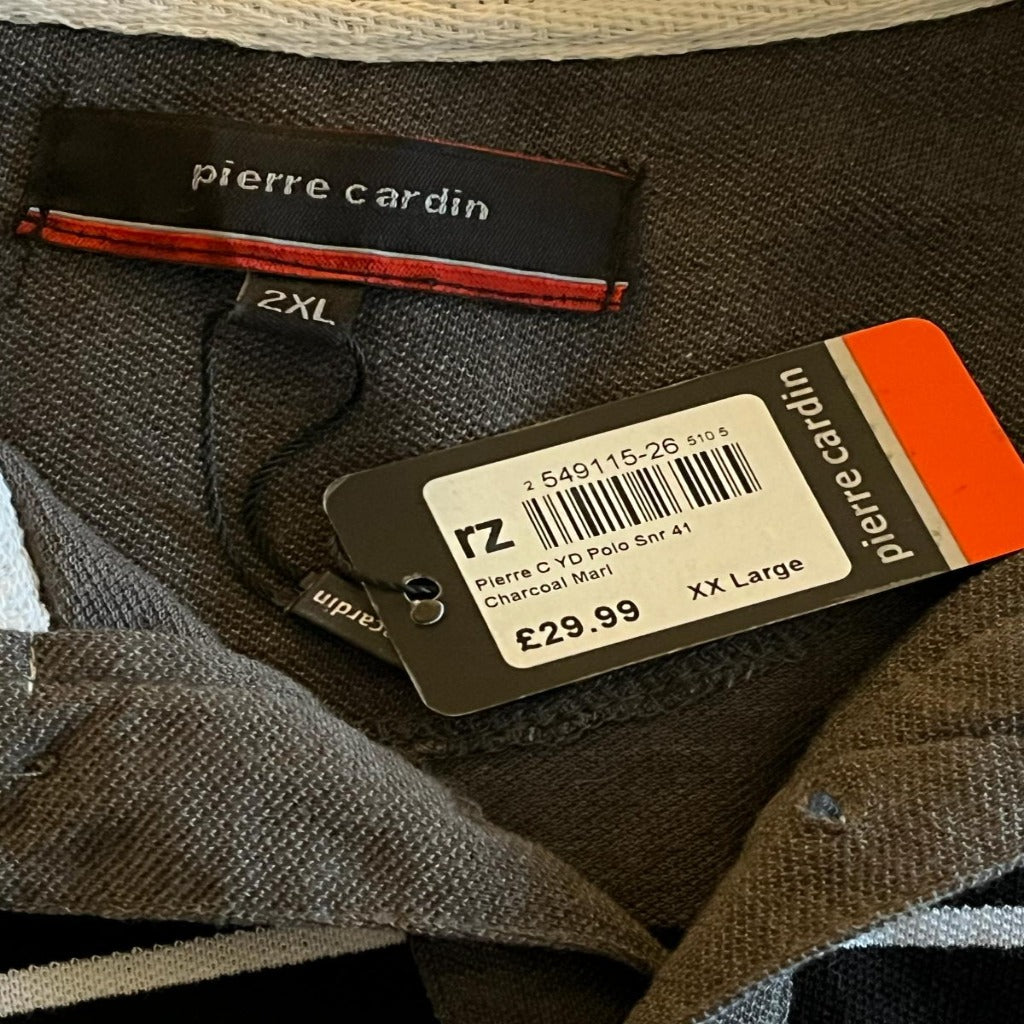 pierre cardin
2XL
pierre cardin
2 549115-26 510 5
rz
Pierre C YD Polo Snr 41
Charcoal Marl
£29.99 XX Large
cardin